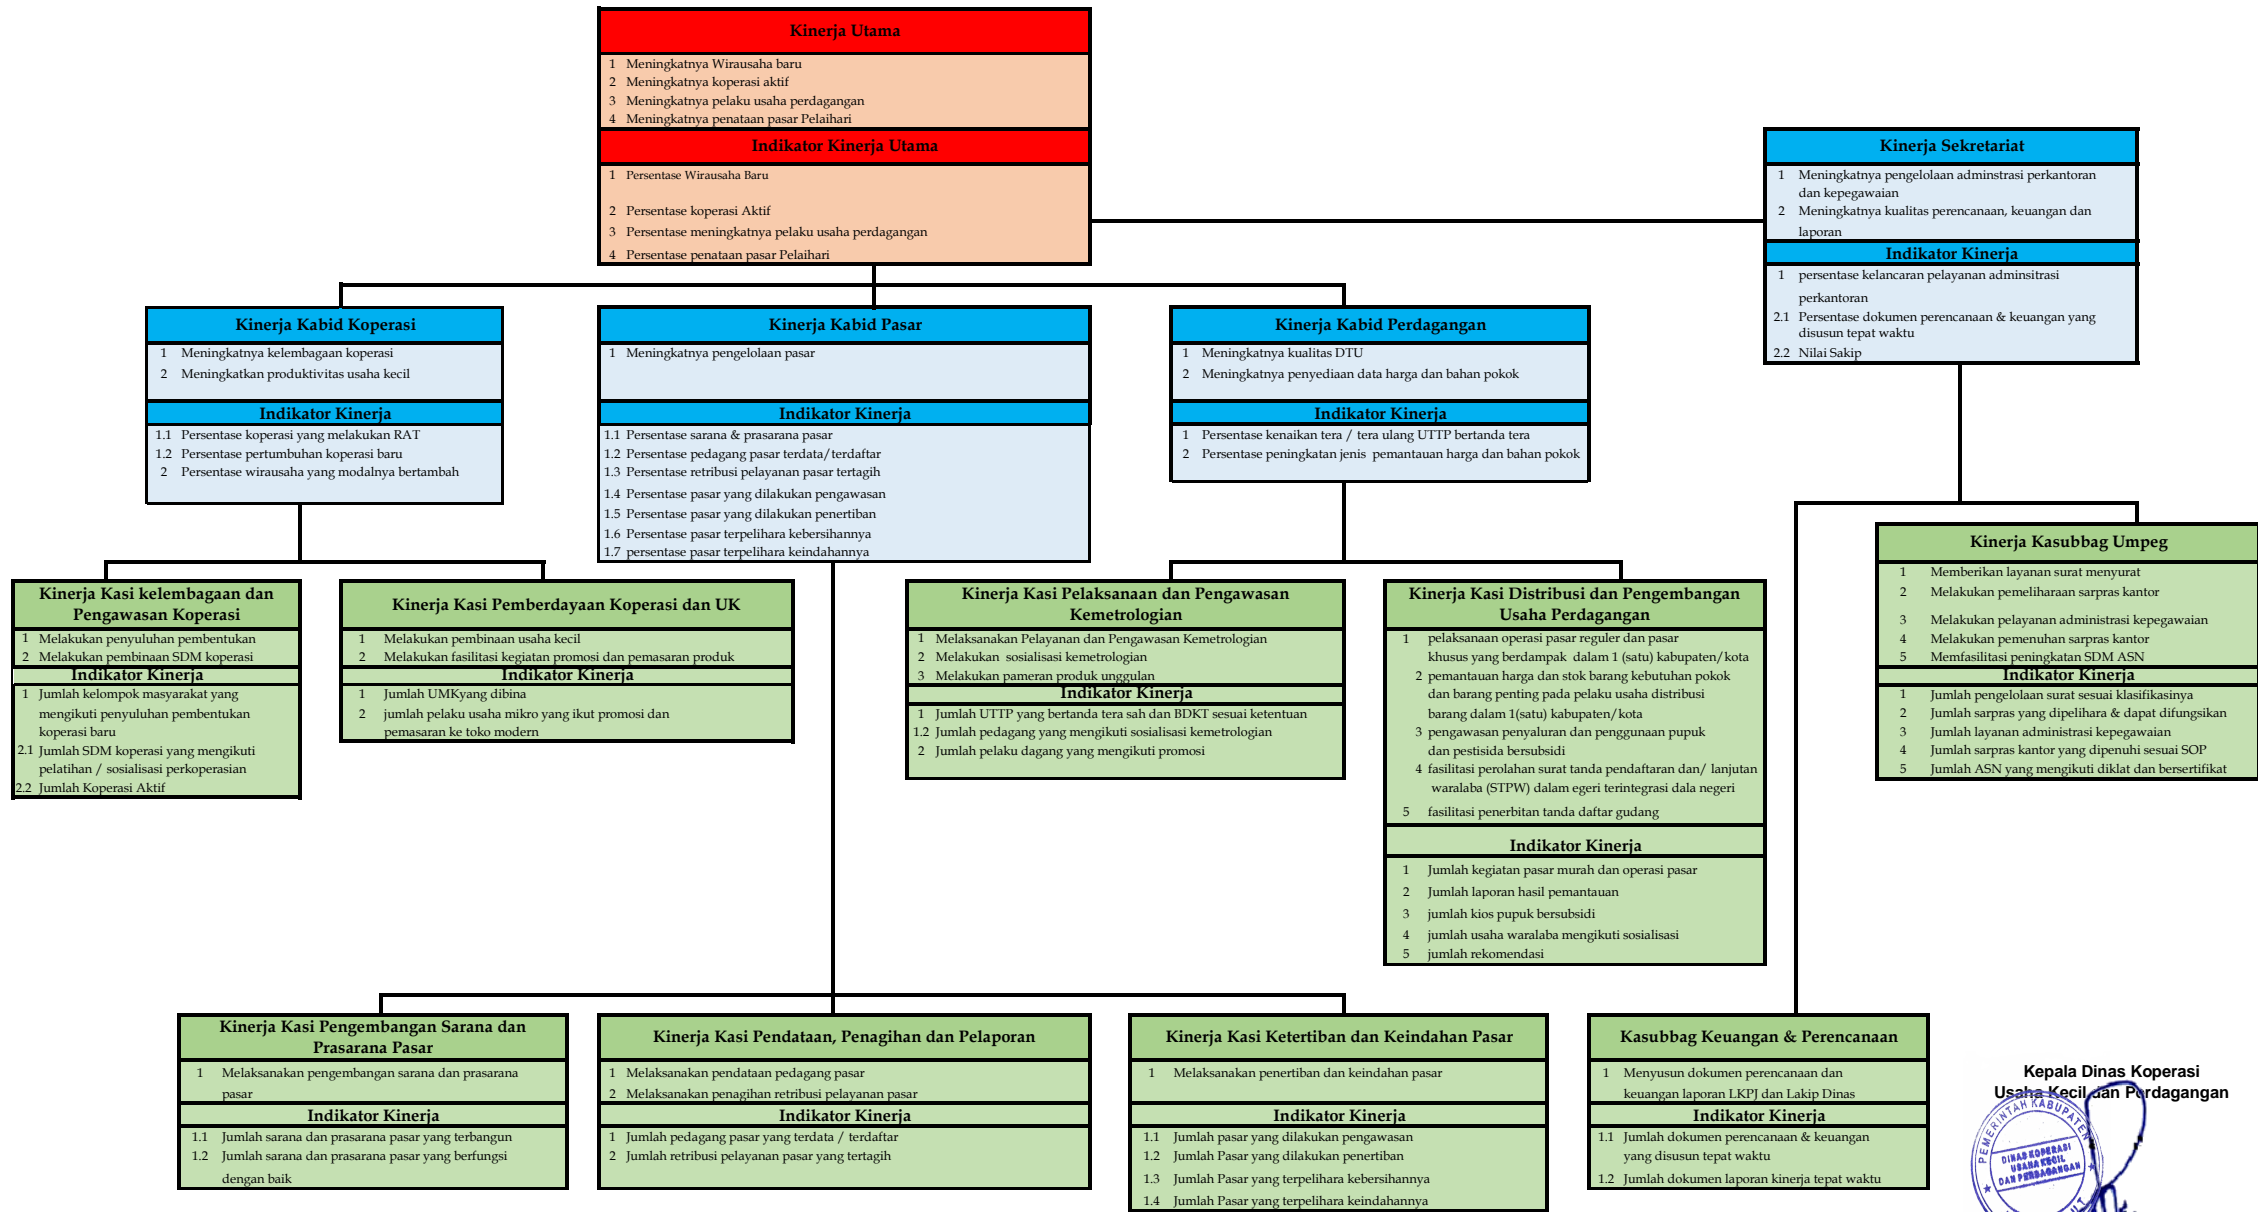 Kinerja Utama
1 Meningkatnya Wirausaha baru
2 Meningkatnya koperasi aktif
3 Meningkatnya pelaku usaha perdagangan
4 Meningkatnya penataan pasar Pelaihari
Indikator Kinerja Utama
1 Persentase Wirausaha Baru
2 Persentase koperasi Aktif
3 Persentase meningkatnya pelaku usaha perdagangan
4 Persentase penataan pasar Pelaihari
Kinerja Sekretariat
1 Meningkatnya pengelolaan adminstrasi perkantoran
dan kepegawaian
2 Meningkatnya kualitas perencanaan, keuangan dan
laporan
Indikator Kinerja
1 persentase kelancaran pelayanan adminsitrasi
perkantoran
2.1 Persentase dokumen perencanaan & keuangan yang
disusun tepat waktu
2.2 Nilai Sakip
Kinerja Kabid Koperasi
1 Meningkatnya kelembagaan koperasi
2 Meningkatkan produktivitas usaha kecil
Indikator Kinerja
1.1 Persentase koperasi yang melakukan RAT
1.2 Persentase pertumbuhan koperasi baru
2 Persentase wirausaha yang modalnya bertambah
Kinerja Kabid Pasar
1 Meningkatnya pengelolaan pasar
Indikator Kinerja
1.1 Persentase sarana & prasarana pasar
1.2 Persentase pedagang pasar terdata/terdaftar
1.3 Persentase retribusi pelayanan pasar tertagih
1.4 Persentase pasar yang dilakukan pengawasan
1.5 Persentase pasar yang dilakukan penertiban
1.6 Persentase pasar terpelihara kebersihannya
1.7 persentase pasar terpelihara keindahannya
Kinerja Kabid Perdagangan
1 Meningkatnya kualitas DTU
2 Meningkatnya penyediaan data harga dan bahan pokok
Indikator Kinerja
1 Persentase kenaikan tera / tera ulang UTTP bertanda tera
2 Persentase peningkatan jenis pemantauan harga dan bahan pokok
Kinerja Kasi kelembagaan dan
Pengawasan Koperasi
1 Melakukan penyuluhan pembentukan
2 Melakukan pembinaan SDM koperasi
Indikator Kinerja
1 Jumlah kelompok masyarakat yang
mengikuti penyuluhan pembentukan
koperasi baru
2.1 Jumlah SDM koperasi yang mengikuti
pelatihan / sosialisasi perkoperasian
2.2 Jumlah Koperasi Aktif
Kinerja Kasi Pemberdayaan Koperasi dan UK
1 Melakukan pembinaan usaha kecil
2 Melakukan fasilitasi kegiatan promosi dan pemasaran produk
Indikator Kinerja
1 Jumlah UMKyang dibina
2 jumlah pelaku usaha mikro yang ikut promosi dan
pemasaran ke toko modern
Kinerja Kasi Pelaksanaan dan Pengawasan
Kemetrologian
1 Melaksanakan Pelayanan dan Pengawasan Kemetrologian
2 Melakukan sosialisasi kemetrologian
3 Melakukan pameran produk unggulan
Indikator Kinerja
1 Jumlah UTTP yang bertanda tera sah dan BDKT sesuai ketentuan
1.2 Jumlah pedagang yang mengikuti sosialisasi kemetrologian
2 Jumlah pelaku dagang yang mengikuti promosi
Kinerja Kasi Distribusi dan Pengembangan
Usaha Perdagangan
1 pelaksanaan operasi pasar reguler dan pasar
khusus yang berdampak dalam 1 (satu) kabupaten/kota
2 pemantauan harga dan stok barang kebutuhan pokok
dan barang penting pada pelaku usaha distribusi
barang dalam 1(satu) kabupaten/kota
3 pengawasan penyaluran dan penggunaan pupuk
dan pestisida bersubsidi
4 fasilitasi perolahan surat tanda pendaftaran dan/ lanjutan
waralaba (STPW) dalam egeri terintegrasi dala negeri
5 fasilitasi penerbitan tanda daftar gudang
Indikator Kinerja
1 Jumlah kegiatan pasar murah dan operasi pasar
2 Jumlah laporan hasil pemantauan
3 jumlah kios pupuk bersubsidi
4 jumlah usaha waralaba mengikuti sosialisasi
5 jumlah rekomendasi
Kinerja Kasubbag Umpeg
1 Memberikan layanan surat menyurat
2 Melakukan pemeliharaan sarpras kantor
3 Melakukan pelayanan administrasi kepegawaian
4 Melakukan pemenuhan sarpras kantor
5 Memfasilitasi peningkatan SDM ASN
Indikator Kinerja
1 Jumlah pengelolaan surat sesuai klasifikasinya
2 Jumlah sarpras yang dipelihara & dapat difungsikan
3 Jumlah layanan administrasi kepegawaian
4 Jumlah sarpras kantor yang dipenuhi sesuai SOP
5 Jumlah ASN yang mengikuti diklat dan bersertifikat
Kinerja Kasi Pengembangan Sarana dan
Prasarana Pasar
1 Melaksanakan pengembangan sarana dan prasarana
pasar
Indikator Kinerja
1.1 Jumlah sarana dan prasarana pasar yang terbangun
1.2 Jumlah sarana dan prasarana pasar yang berfungsi
dengan baik
Kinerja Kasi Pendataan, Penagihan dan Pelaporan
1 Melaksanakan pendataan pedagang pasar
2 Melaksanakan penagihan retribusi pelayanan pasar
Indikator Kinerja
1 Jumlah pedagang pasar yang terdata / terdaftar
2 Jumlah retribusi pelayanan pasar yang tertagih
Kinerja Kasi Ketertiban dan Keindahan Pasar
1 Melaksanakan penertiban dan keindahan pasar
Indikator Kinerja
1.1 Jumlah pasar yang dilakukan pengawasan
1.2 Jumlah Pasar yang dilakukan penertiban
1.3 Jumlah Pasar yang terpelihara kebersihannya
1.4 Jumlah Pasar yang terpelihara keindahannya
Kasubbag Keuangan & Perencanaan
1 Menyusun dokumen perencanaan dan
keuangan laporan LKPJ dan Lakip Dinas
Indikator Kinerja
1.1 Jumlah dokumen perencanaan & keuangan
yang disusun tepat waktu
1.2 Jumlah dokumen laporan kinerja tepat waktu
Kepala Dinas Koperasi
Usaha Kecil dan Perdagangan
PEMERINTAH KABUPATEN
DINAS KOPERASI
USAHA KECIL
DAN PERDAGANGAN